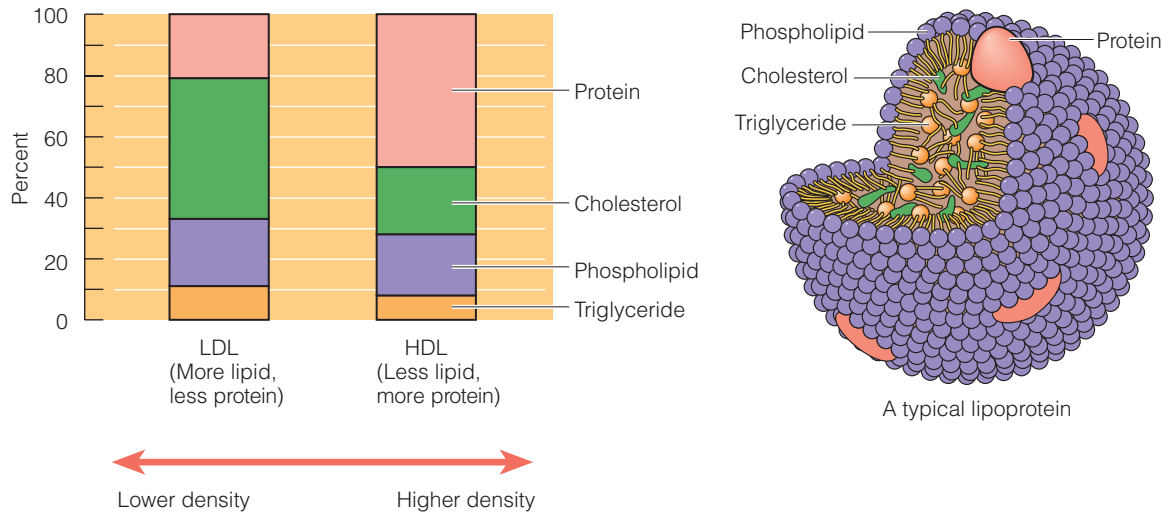 100
80
60
40
20
0
Percent
Protein
Cholesterol
Phospholipid
Triglyceride
LDL
(More lipid,
less protein)
HDL
(Less lipid,
more protein)
Lower density
Higher density
Phospholipid
Cholesterol
Triglyceride
Protein
A typical lipoprotein